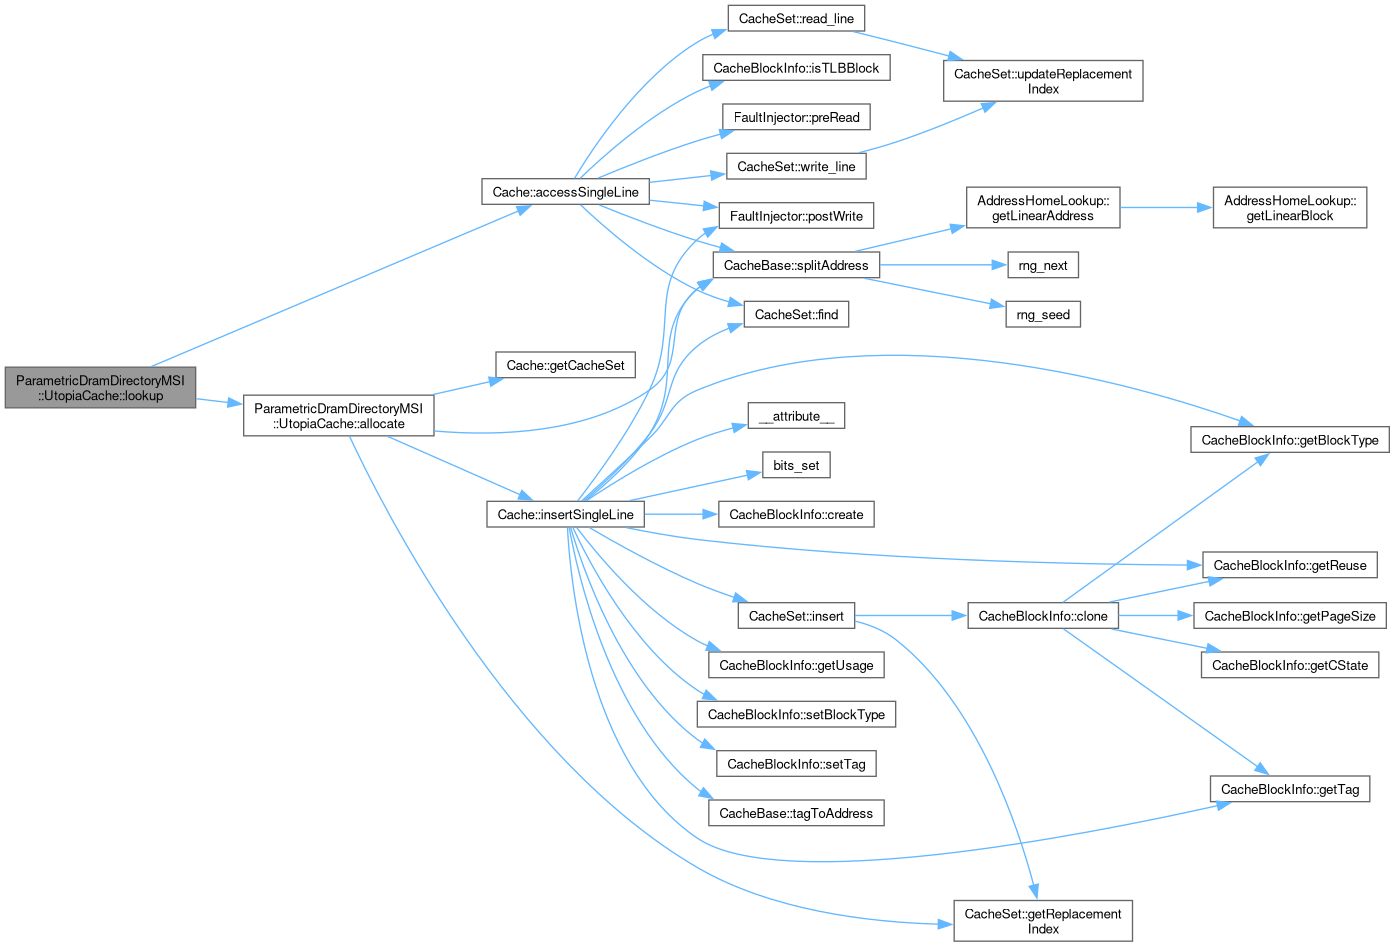 CacheSet::read_line
CacheBlockInfo::isTLBBlock
CacheSet::updateReplacement
Index
FaultInjector::preRead
CacheSet::write_line
Cache::accessSingleLine
FaultInjector::postWrite
AddressHomeLookup::
getLinearAddress
AddressHomeLookup::
getLinearBlock
CacheBase::splitAddress
rng_next
rng_seed
CacheSet::find
Cache::getCacheSet
ParametricDramDirectoryMSI
::UtopiaCache::lookup
ParametricDramDirectoryMSI
::UtopiaCache::allocate
__attribute__
CacheBlockInfo::getBlockType
bits_set
Cache::insertSingleLine
CacheBlockInfo::create
CacheBlockInfo::getReuse
CacheSet::insert
CacheBlockInfo::clone
CacheBlockInfo::getPageSize
CacheBlockInfo::getUsage
CacheBlockInfo::getCState
CacheBlockInfo::setBlockType
CacheBlockInfo::setTag
CacheBlockInfo::getTag
CacheBase::tagToAddress
CacheSet::getReplacement
Index